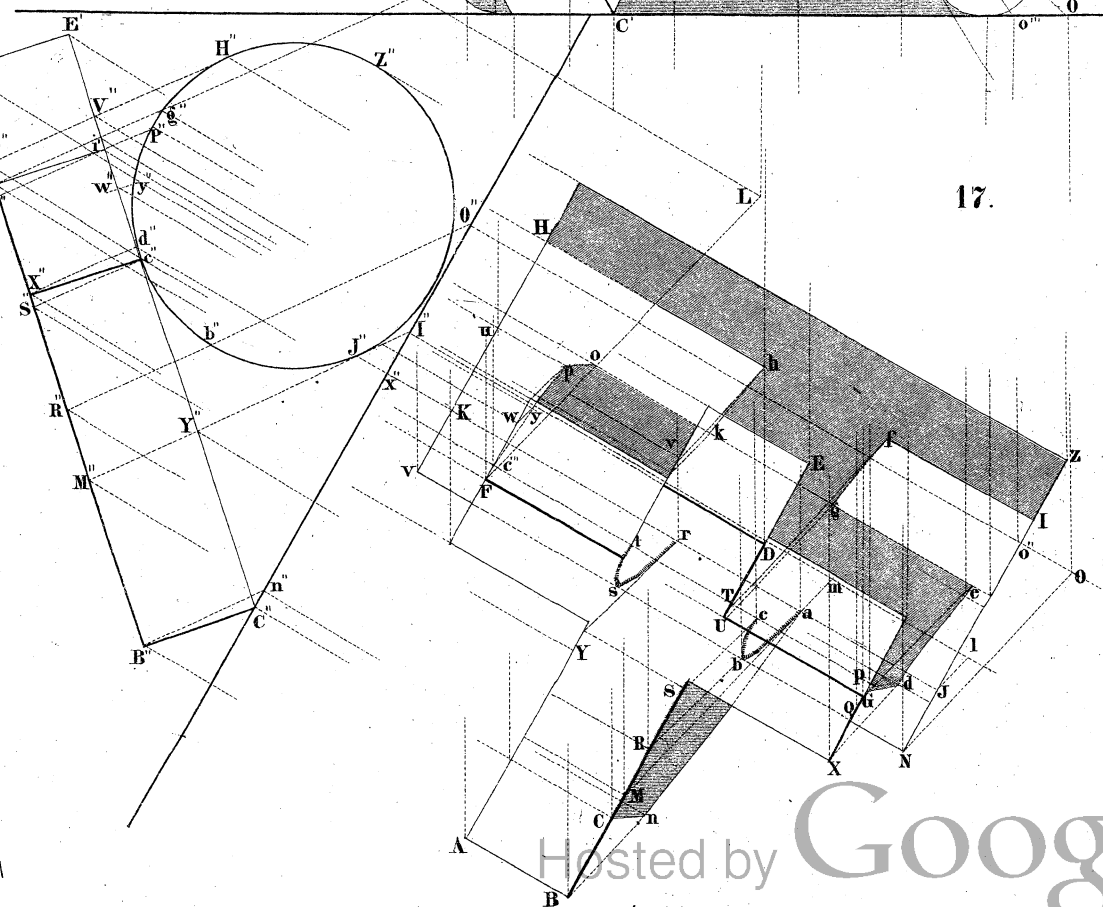 C'
o'''
O
E'
H''
Z''
V''
g''
P''
i'
w''
y''
17.
L
O''
H
d''
c''
X''
S''
I''
u
b''
J''
x''
o
p
h
R''
Y''
K
w
y
k
v
f
Z
V
c''
F
E
g
M''
I
t
r
D
o''
s
m
T
e
O
n''
C''
U
c
a
B''
Y
b
l
p
d
J
S
o
G
R
X
N
M
C
n
A
B
Hosted by Goog